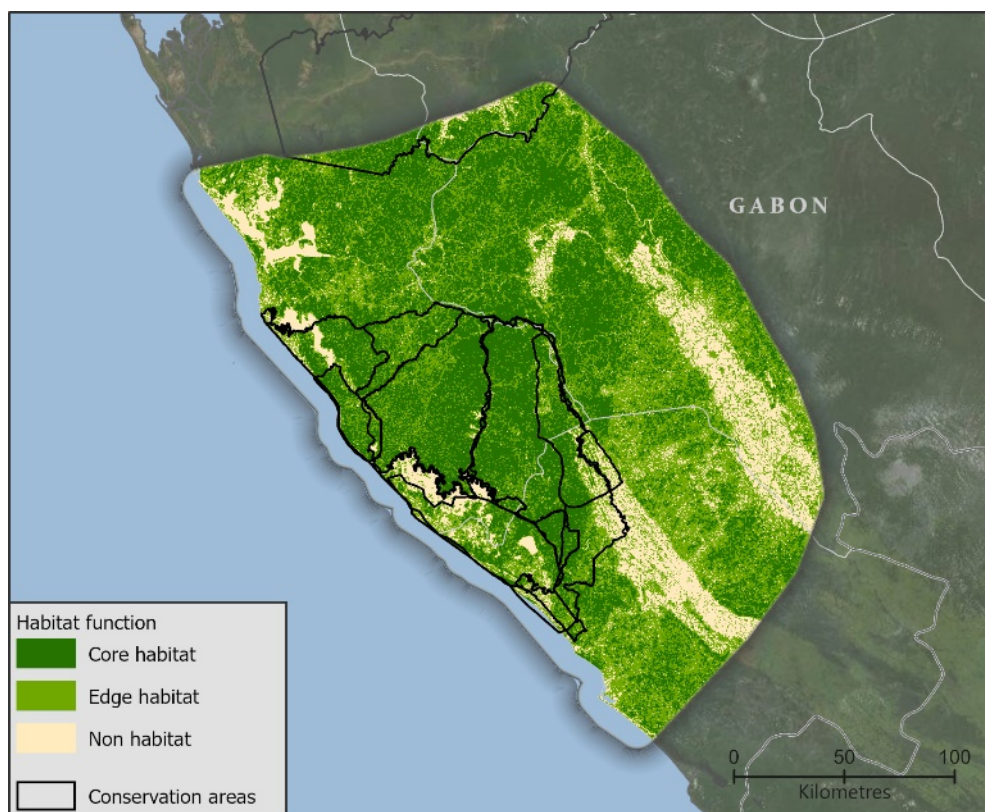 GABON
Habitat function
Core habitat
Edge habitat
Non habitat
Conservation areas
0 50 100
Kilometres